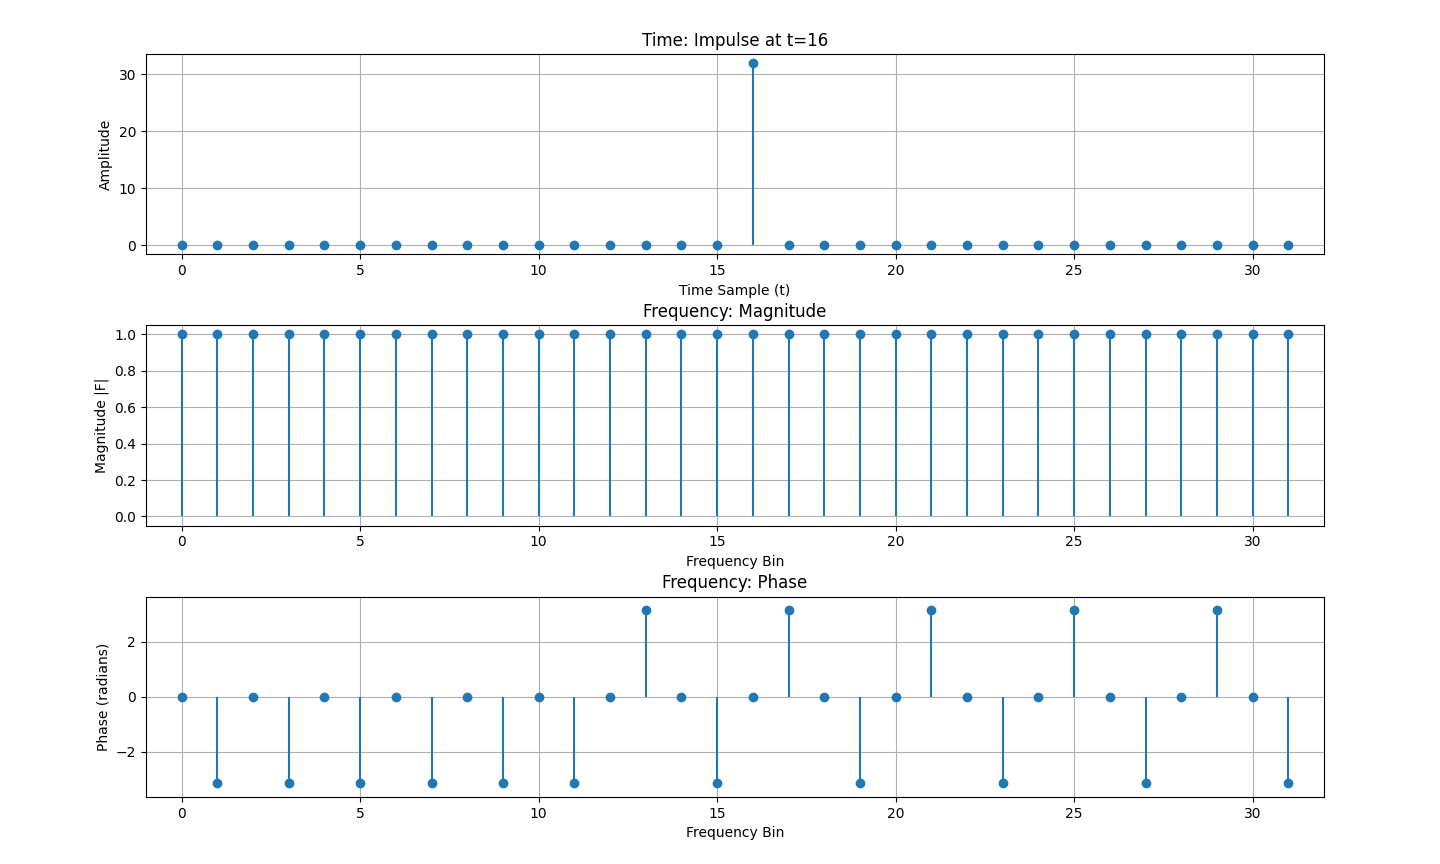 Time: Impulse at t=16
30
20
10
0
Amplitude
0 5 10 15 20 25 30
Time Sample (t)
Frequency: Magnitude
1.0
0.8
0.6
0.4
0.2
0.0
Magnitude |F|
0 5 10 15 20 25 30
Frequency Bin
Frequency: Phase
2
0
−2
Phase (radians)
0 5 10 15 20 25 30
Frequency Bin